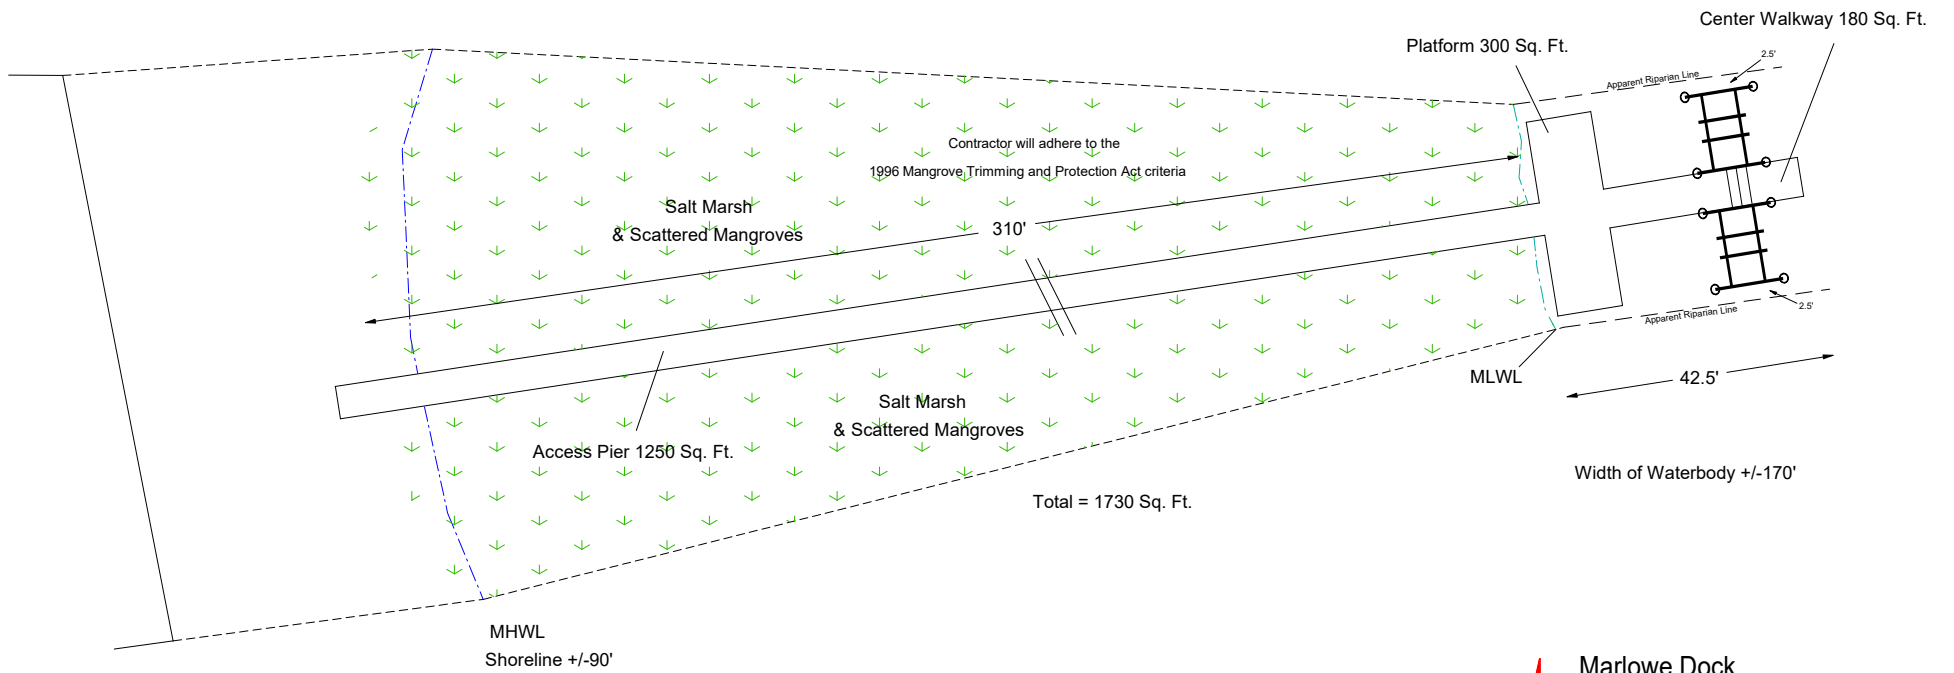 Center Walkway 180 Sq. Ft.
Platform 300 Sq. Ft.
2.5'
Apparent Riparian Line
Contractor will adhere to the
1996 Mangrove Trimming and Protection Act criteria
Salt Marsh
& Scattered Mangroves
310'
2.5'
Apparent Riparian Line
MLWL
42.5'
Salt Marsh
& Scattered Mangroves
Access Pier 1250 Sq. Ft.
Width of Waterbody +/-170'
Total = 1730 Sq. Ft.
MHWL
Shoreline +/-90'
Marlowe Dock